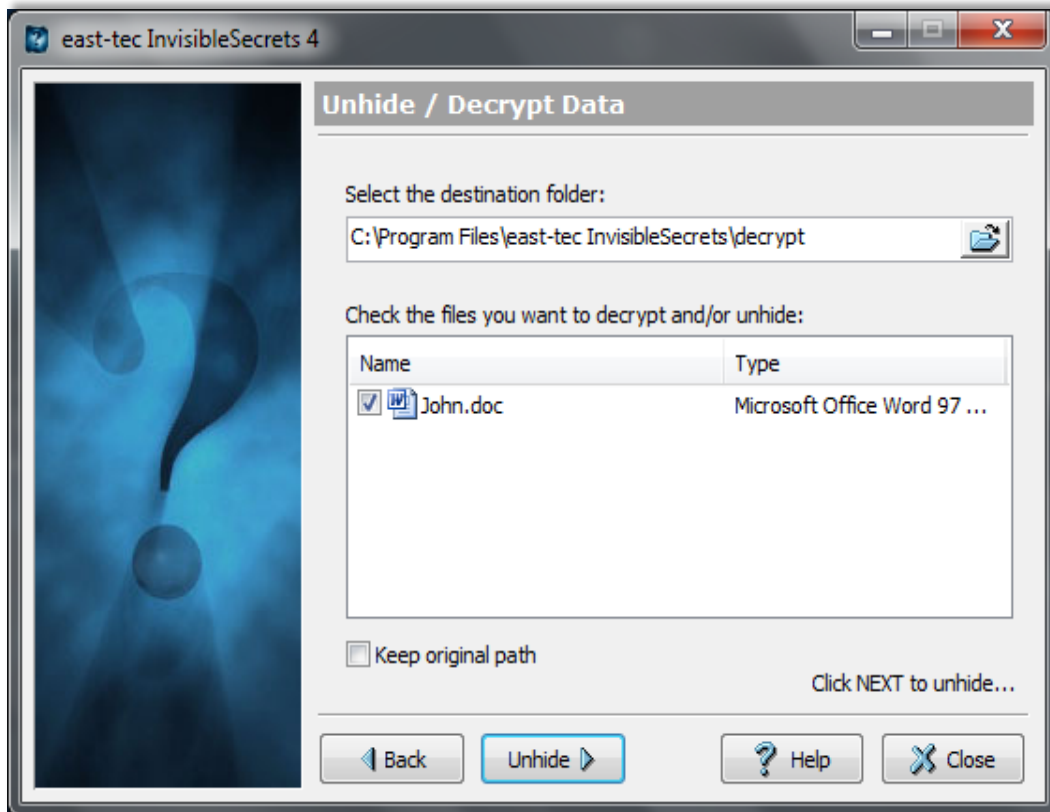 east-tec InvisibleSecrets 4
Unhide / Decrypt Data
Select the destination folder:
C:\Program Files\east-tec InvisibleSecrets\decrypt
Check the files you want to decrypt and/or unhide:
Name Type
John.doc Microsoft Office Word 97 ...
Keep original path
Click NEXT to unhide...
Back Unhide Help Close